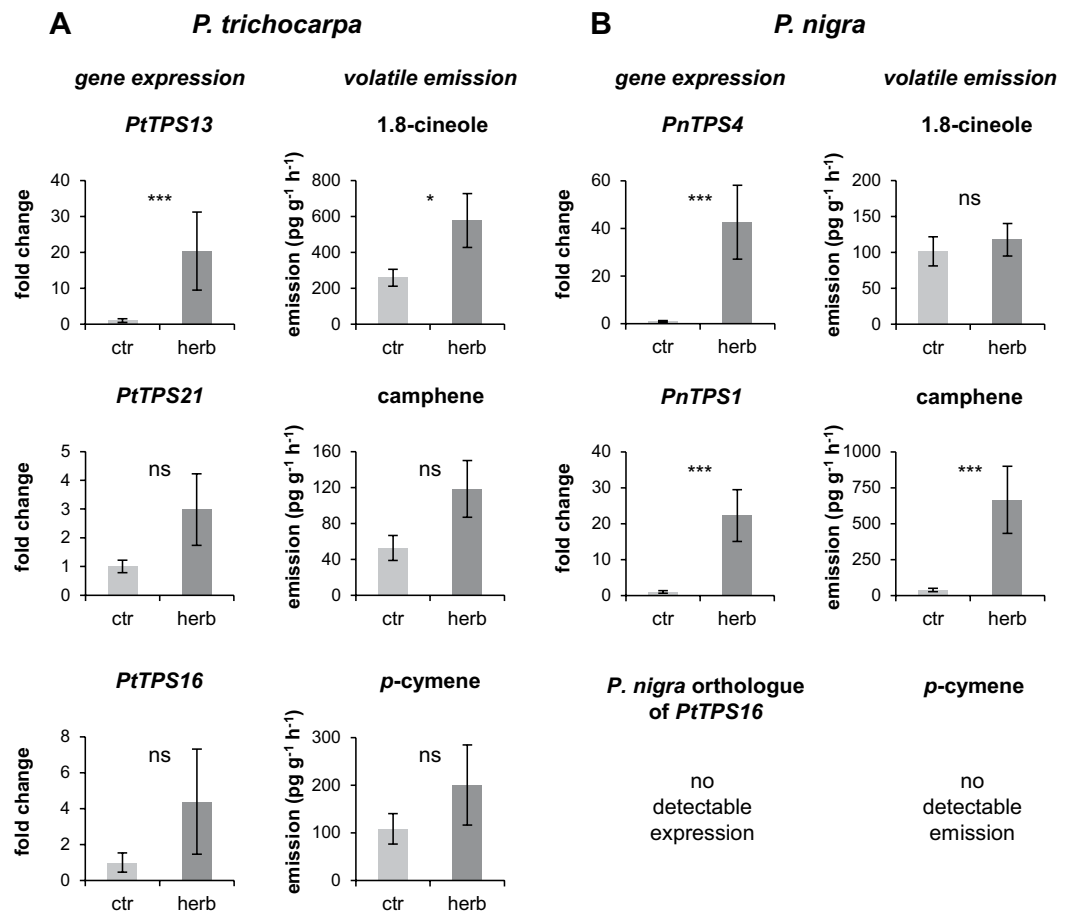 A P. trichocarpa
B P. nigra
gene expression volatile emission
gene expression volatile emission
PtTPS13
fold change
40
30
20
10
0
***
ctr herb
1.8-cineole
emission (pg g-1 h-1)
800
600
400
200
0
*
ctr herb
PnTPS4
fold change
60
40
20
0
***
ctr herb
1.8-cineole
emission (pg g-1 h-1)
200
150
100
50
0
ns
ctr herb
PtTPS21
fold change
5
4
3
2
1
0
ns
ctr herb
camphene
emission (pg g-1 h-1)
160
120
80
40
0
ns
ctr herb
PnTPS1
fold change
40
30
20
10
0
***
ctr herb
camphene
emission (pg g-1 h-1)
1000
750
500
250
0
***
ctr herb
PtTPS16
fold change
8
6
4
2
0
ns
ctr herb
p-cymene
emission (pg g-1 h-1)
300
200
100
0
ns
ctr herb
P. nigra orthologue
of PtTPS16
no
detectable
expression
p-cymene
no
detectable
emission